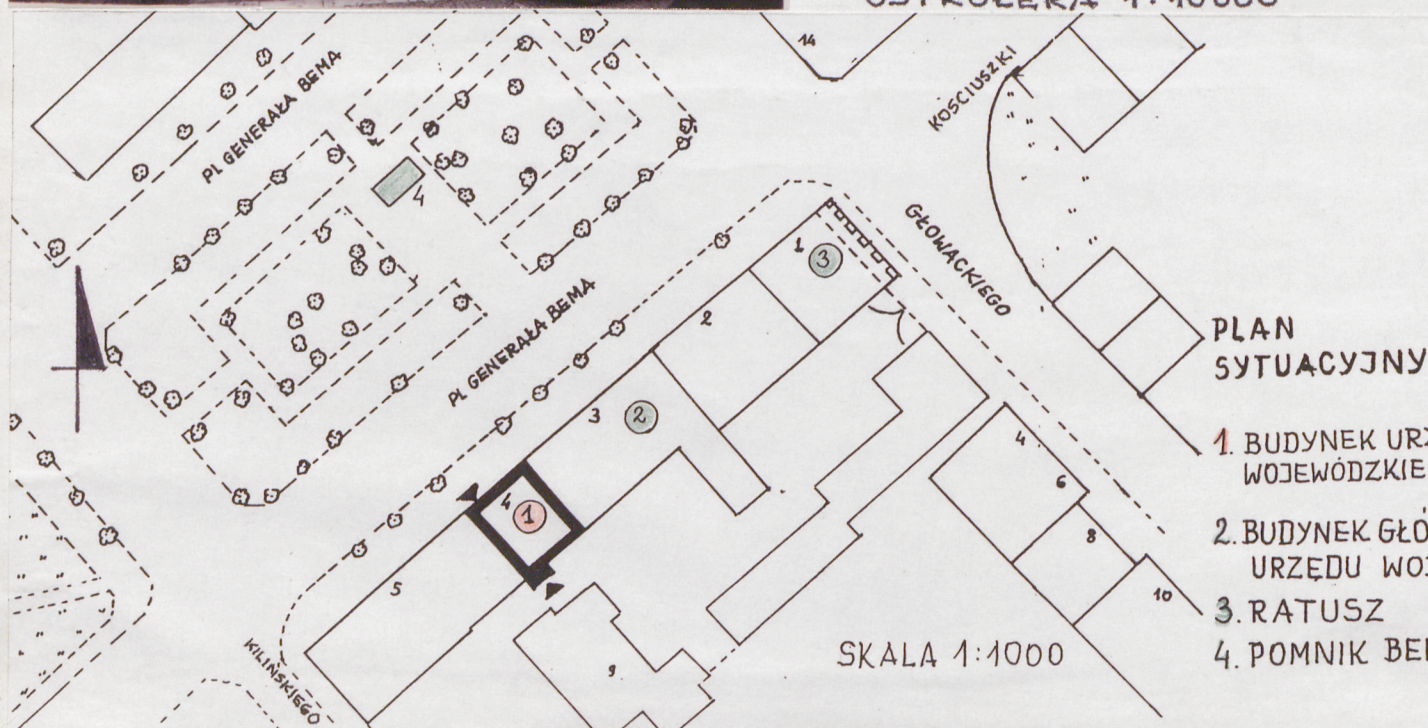 OSTROŁĘKA 1:10000
14
KOŚCIUSZKI
PL GENERAŁA BEMA
4
GŁOWACKIEGO
1
3
PL GENERAŁA BEMA
2
3
2
4
1
5
4
6
8
10
9
KILIŃSKIEGO
SKALA 1:1000
PLAN
SYTUACYJNY
1. BUDYNEK URZ
WOJEWÓDZKIE
2. BUDYNEK GŁÓ
URZĘDU WOJ
3. RATUSZ
4. POMNIK BE